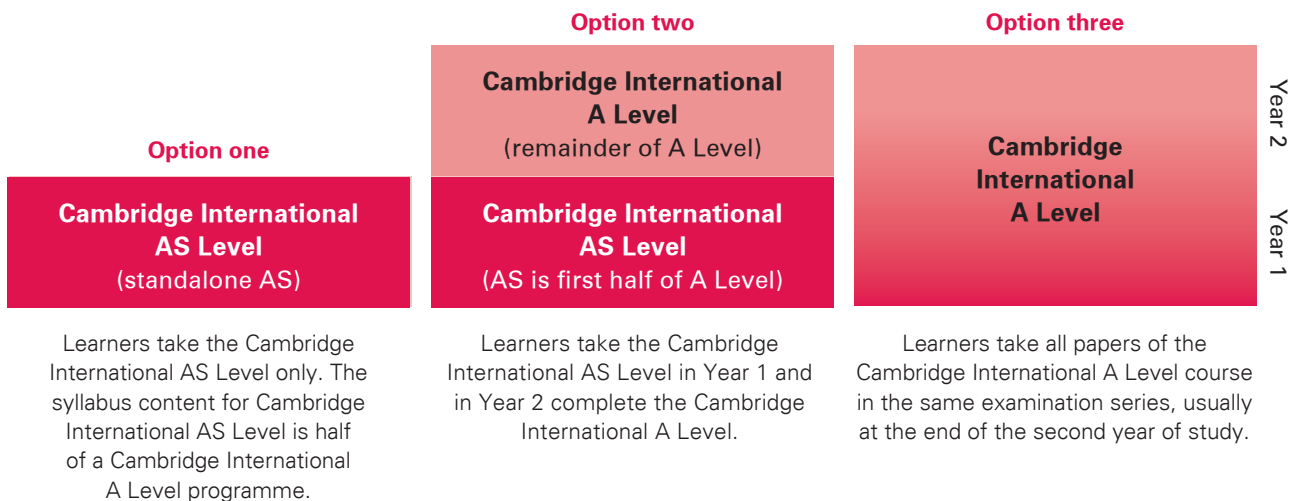 Option one
Cambridge International
AS Level
(standalone AS)
Learners take the Cambridge
International AS Level only. The
syllabus content for Cambridge
International AS Level is half
of a Cambridge International
A Level programme.
Option two
Cambridge International
A Level
(remainder of A Level)
Cambridge International
AS Level
(AS is first half of A Level)
Learners take the Cambridge
International AS Level in Year 1 and
in Year 2 complete the Cambridge
International A Level.
Option three
Cambridge
International
A Level
Learners take all papers of the
Cambridge International A Level course
in the same examination series, usually
at the end of the second year of study.
Year 2
Year 1